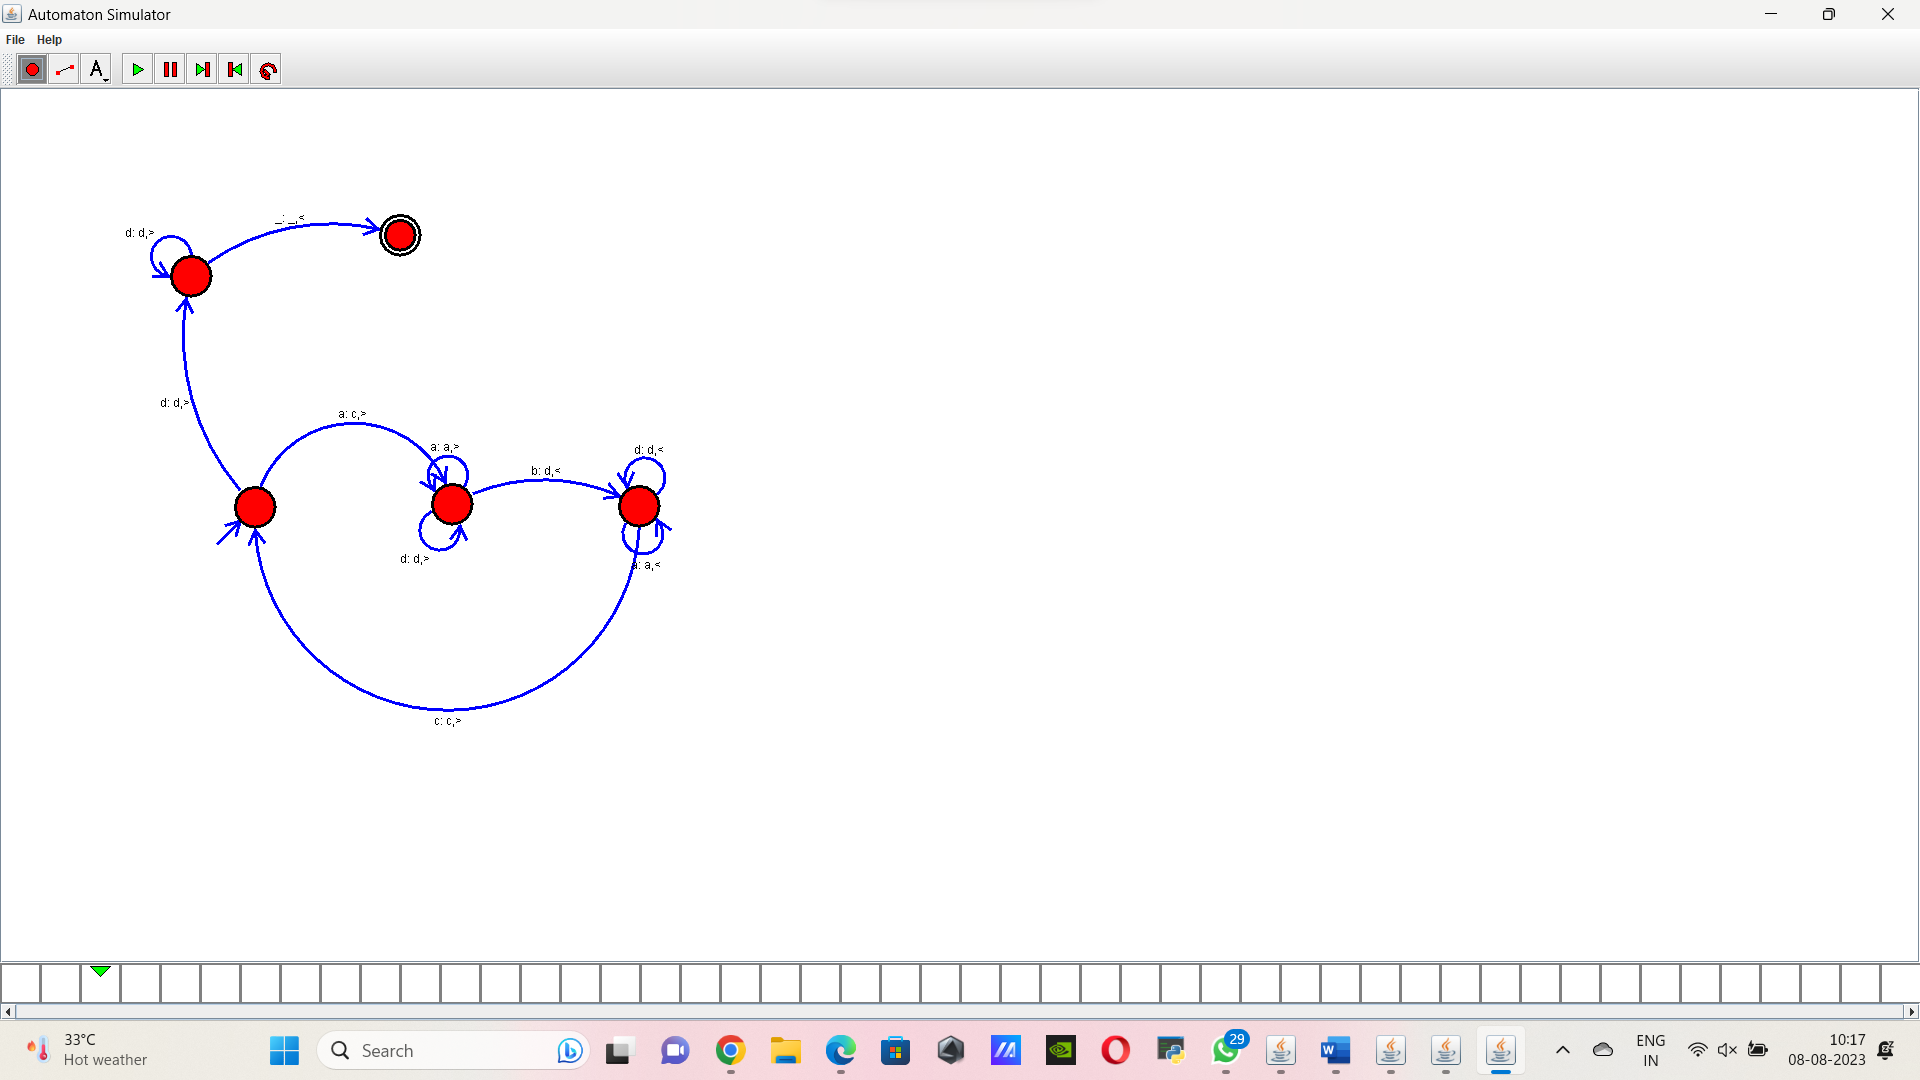 Automaton Simulator
File Help
A
_: _,<
d: d,>
d: d,>
a: c,>
a: a,>
d: d,<
b: d,<
d: d,>
a: a,<
c: c,>
33°C
Hot weather
Search
29
ENG
IN
10:17
08-08-2023